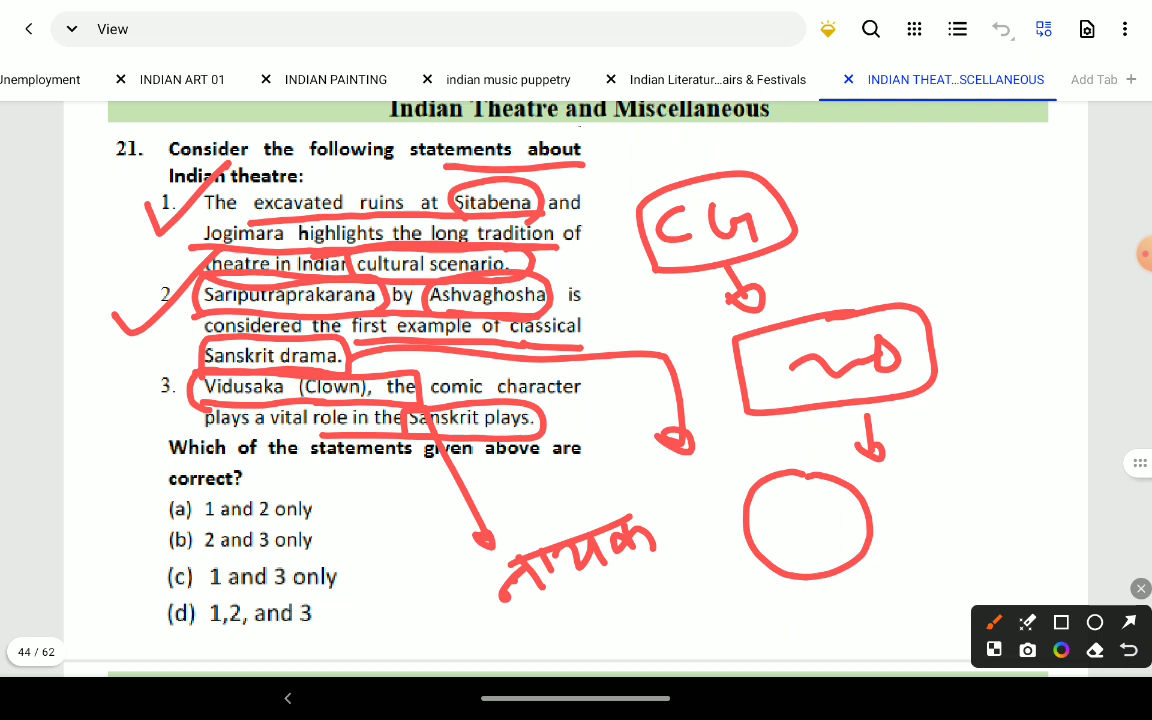 View
Unemployment
INDIAN ART 01
INDIAN PAINTING
indian music puppetry
Indian Literatur...airs & Festivals
INDIAN THEAT...SCELLANEOUS
Add Tab +
Indian Theatre and Miscellaneous
21. Consider the following statements about
Indian theatre:
1. The excavated ruins at Sitabena and
Jogimara highlights the long tradition of
theatre in Indian cultural scenario.
2. Sariputraprakarana by Ashvaghosha is
considered the first example of classical
Sanskrit drama.
3. Vidusaka (Clown), the comic character
plays a vital role in the Sanskrit plays.
Which of the statements given above are
correct?
(a) 1 and 2 only
(b) 2 and 3 only
(c) 1 and 3 only
(d) 1,2, and 3
CG
नायक
44 / 62